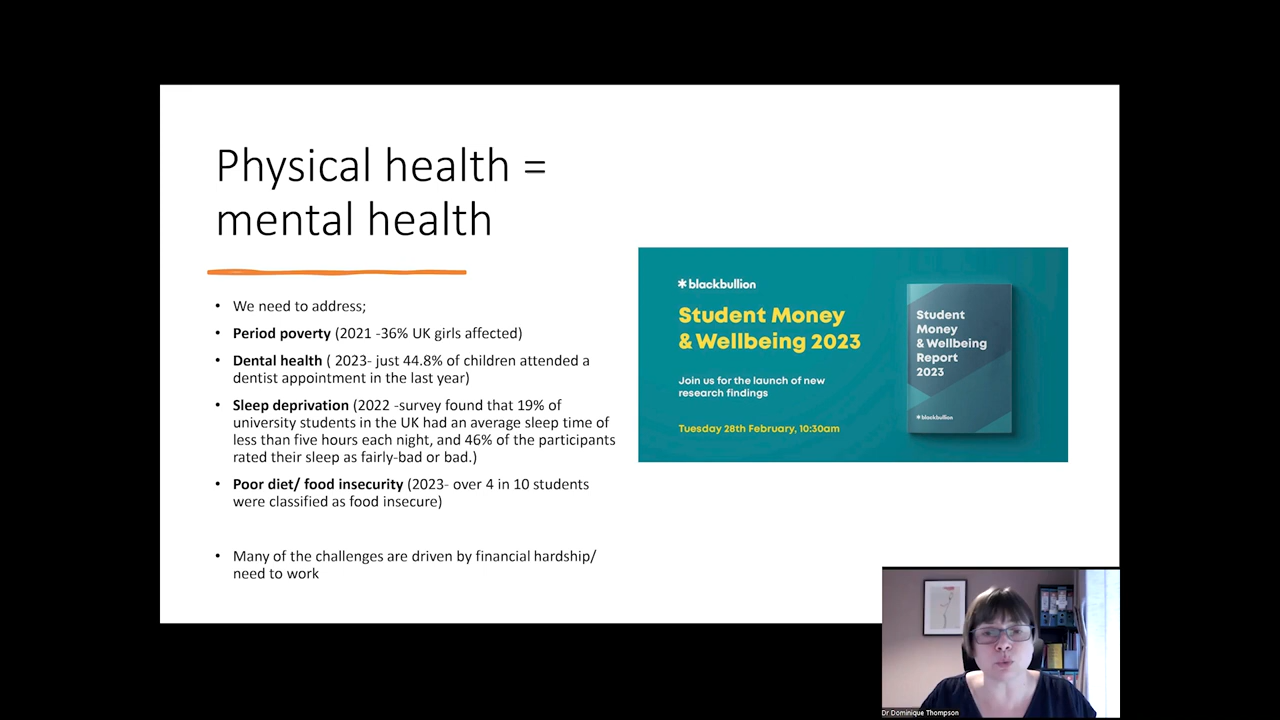 Physical health =
mental health
• We need to address;
• Period poverty (2021 -36% UK girls affected)
• Dental health ( 2023- just 44.8% of children attended a
dentist appointment in the last year)
• Sleep deprivation (2022 -survey found that 19% of
university students in the UK had an average sleep time of
less than five hours each night, and 46% of the participants
rated their sleep as fairly-bad or bad.)
• Poor diet/ food insecurity (2023- over 4 in 10 students
were classified as food insecure)
• Many of the challenges are driven by financial hardship/
need to work
*blackbullion
Student Money
& Wellbeing 2023
Join us for the launch of new
research findings
Tuesday 28th February, 10:30am
Student
Money
& Wellbeing
Report
2023
*blackbullion
Dr Dominique Thompson